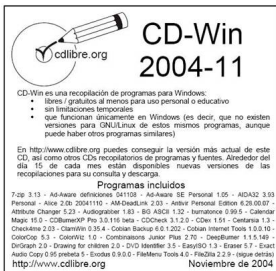 cdlibre.org
CD-Win
2004-11
CD-Win es una recopilación de programas para Windows:
• libres / gratuitos al menos para uso personal o educativo
• sin limitaciones temporales
• que funcionan únicamente en Windows (es decir, que no existen
versiones para GNU/Linux de estos mismos programas, aunque
puede haber otros programas similares)
En http://www.cdlibre.org puedes conseguir la versión más actual de este
CD, así como otros CDs recopilatorios de programas y fuentes. Alrededor del
día 15 de cada mes están disponibles nuevas versiones de las
recopilaciones para su consulta y descarga.
Programas incluidos
7-zip 3.13 - Ad-Aware definiciones 041108 - Ad-Aware SE Personal 1.05 - AIDA32 3.93
Personal - Alice 2.0b 20041110 - AM-DeadLink 2.03 - Antivir Personal Edition 6.28.00.07 -
Attribute Changer 5.23 - Audiograbber 1.83 - BG ASCII 1.32 - burnatonce 0.99.5 - Calendar
Magic 15.0 - CDBurnerXP Pro 3.0.116 beta - CDCheck 3.1.2.0 - CDex 1.51 - Centarsia 1.3 -
Check4me 2.03 - ClamWin 0.35.4 - Cobian Backup 6.0.1.202 - Cobian Internet Tools 1.0.0.10 -
ColorCop 5.3 - ColorWiz 1.0 - Combinations Junior Plus 2.70 - DeepBurner 1.1.5.149 -
DrGraph 2.0 - Drawing for children 2.0 - DVD Identifier 3.5 - EasyISO 1.3 - Eraser 5.7 - Exact
Audio Copy 0.95 prebeta 5 - Exodus 0.9.0.0 - FileMenu Tools 4.0 - FileZilla 2.2.9 - (sigue detrás)
http://www.cdlibre.org Noviembre de 2004